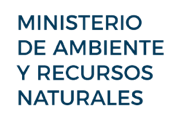 MINISTERIO
DE AMBIENTE
Y RECURSOS
NATURALES